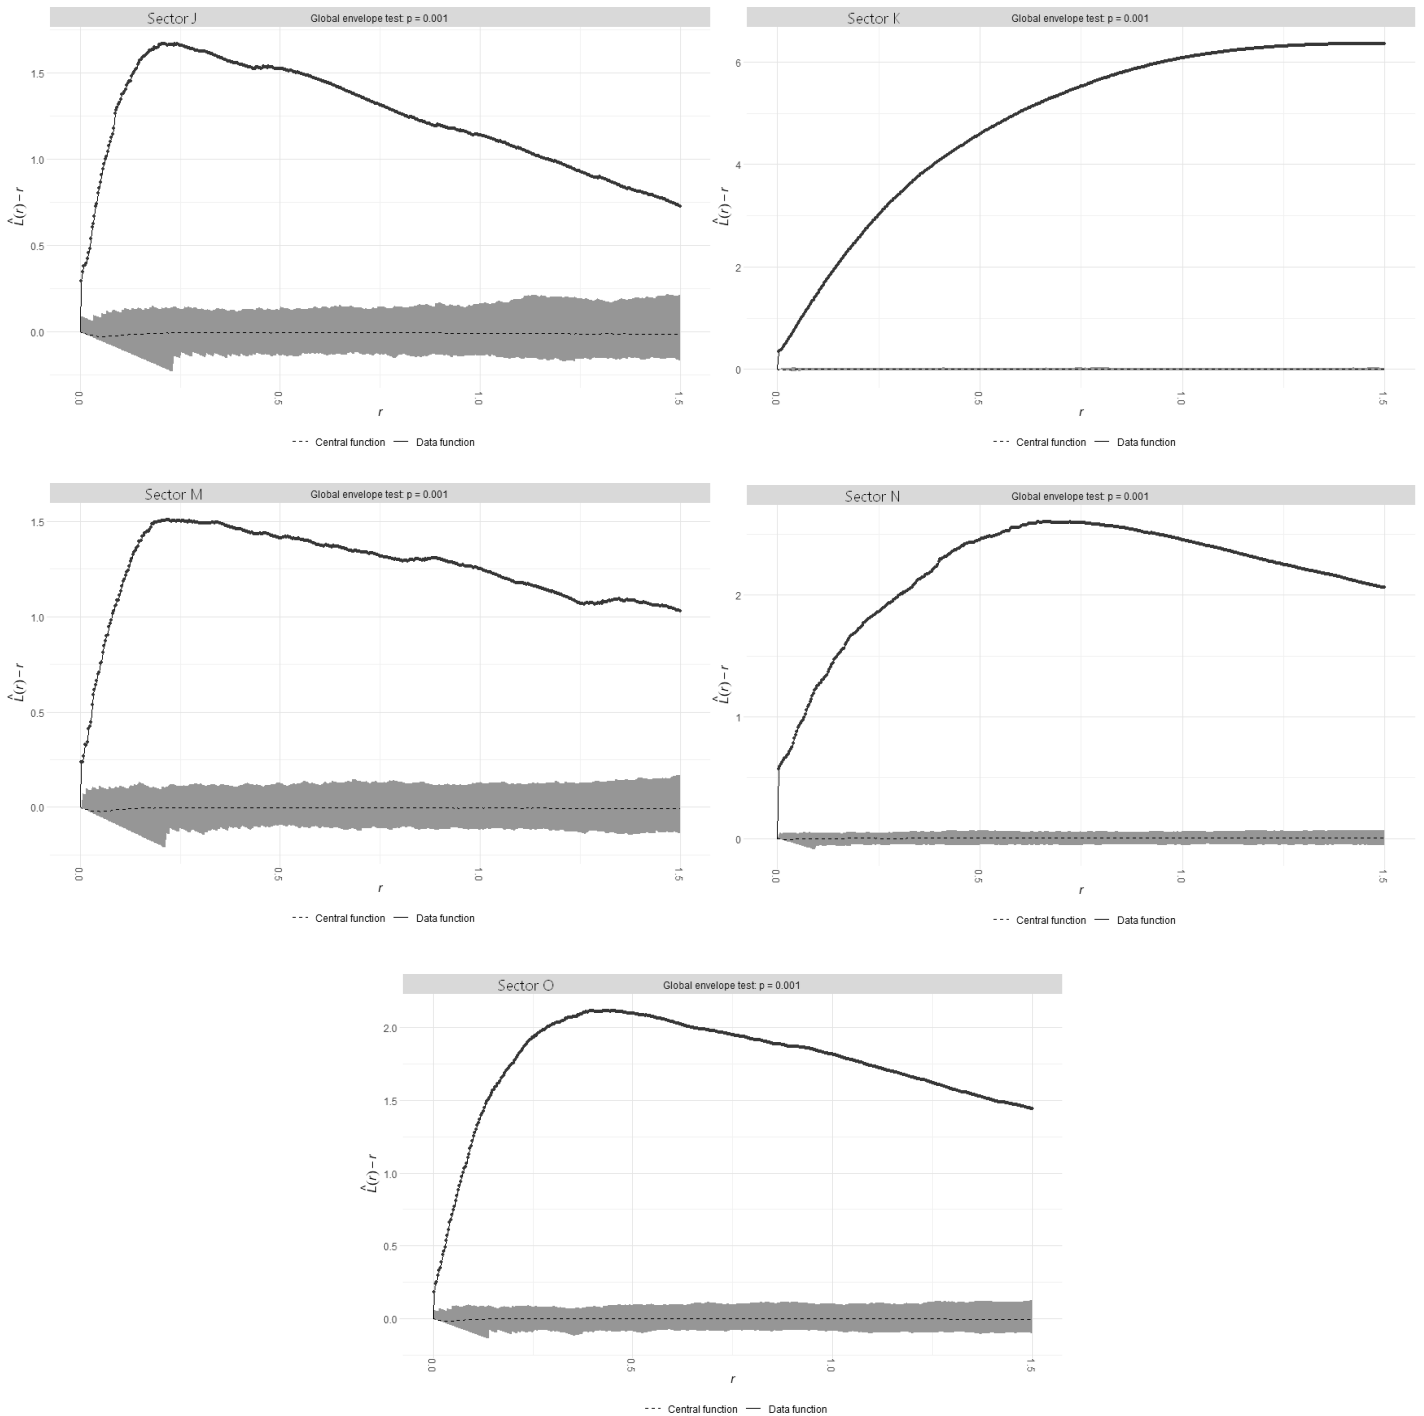 Sector J Global envelope test: p = 0.001
1.5
1.0
0.5
0.0
L̂(r) − r
0.0 0.5 1.0 1.5
r
Central function Data function
Sector K Global envelope test: p = 0.001
6
4
2
0
L̂(r) − r
0.0 0.5 1.0 1.5
r
Central function Data function
Sector M Global envelope test: p = 0.001
1.5
1.0
0.5
0.0
L̂(r) − r
0.0 0.5 1.0 1.5
r
Central function Data function
Sector N Global envelope test: p = 0.001
2
1
0
L̂(r) − r
0.0 0.5 1.0 1.5
r
Central function Data function
Sector O Global envelope test: p = 0.001
2.0
1.5
1.0
0.5
0.0
L̂(r) − r
0.0 0.5 1.0 1.5
r
Central function Data function